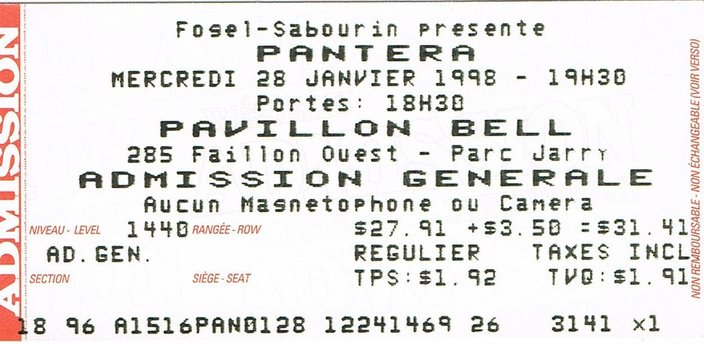 ADMISSION
Fogel-Sabourin presente
PANTERA
MERCREDI 28 JANVIER 1998 - 19H30
Portes: 18H30
PAVILLON BELL
285 Faillon Ouest - Parc Jarry
ADMISSION GENERALE
Aucun Magnetophone ou Camera
NIVEAU - LEVEL 1440 RANGÉE - ROW $27.91 +$3.50 =$31.41
AD.GEN. REGULIER TAXES INCL
SECTION SIÈGE - SEAT TPS:$1.92 TVQ:$1.91
18 96 A1516PAN0128 12241469 26 3141 x1
NON REMBOURSABLE - NON ÉCHANGEABLE (VOIR VERSO)